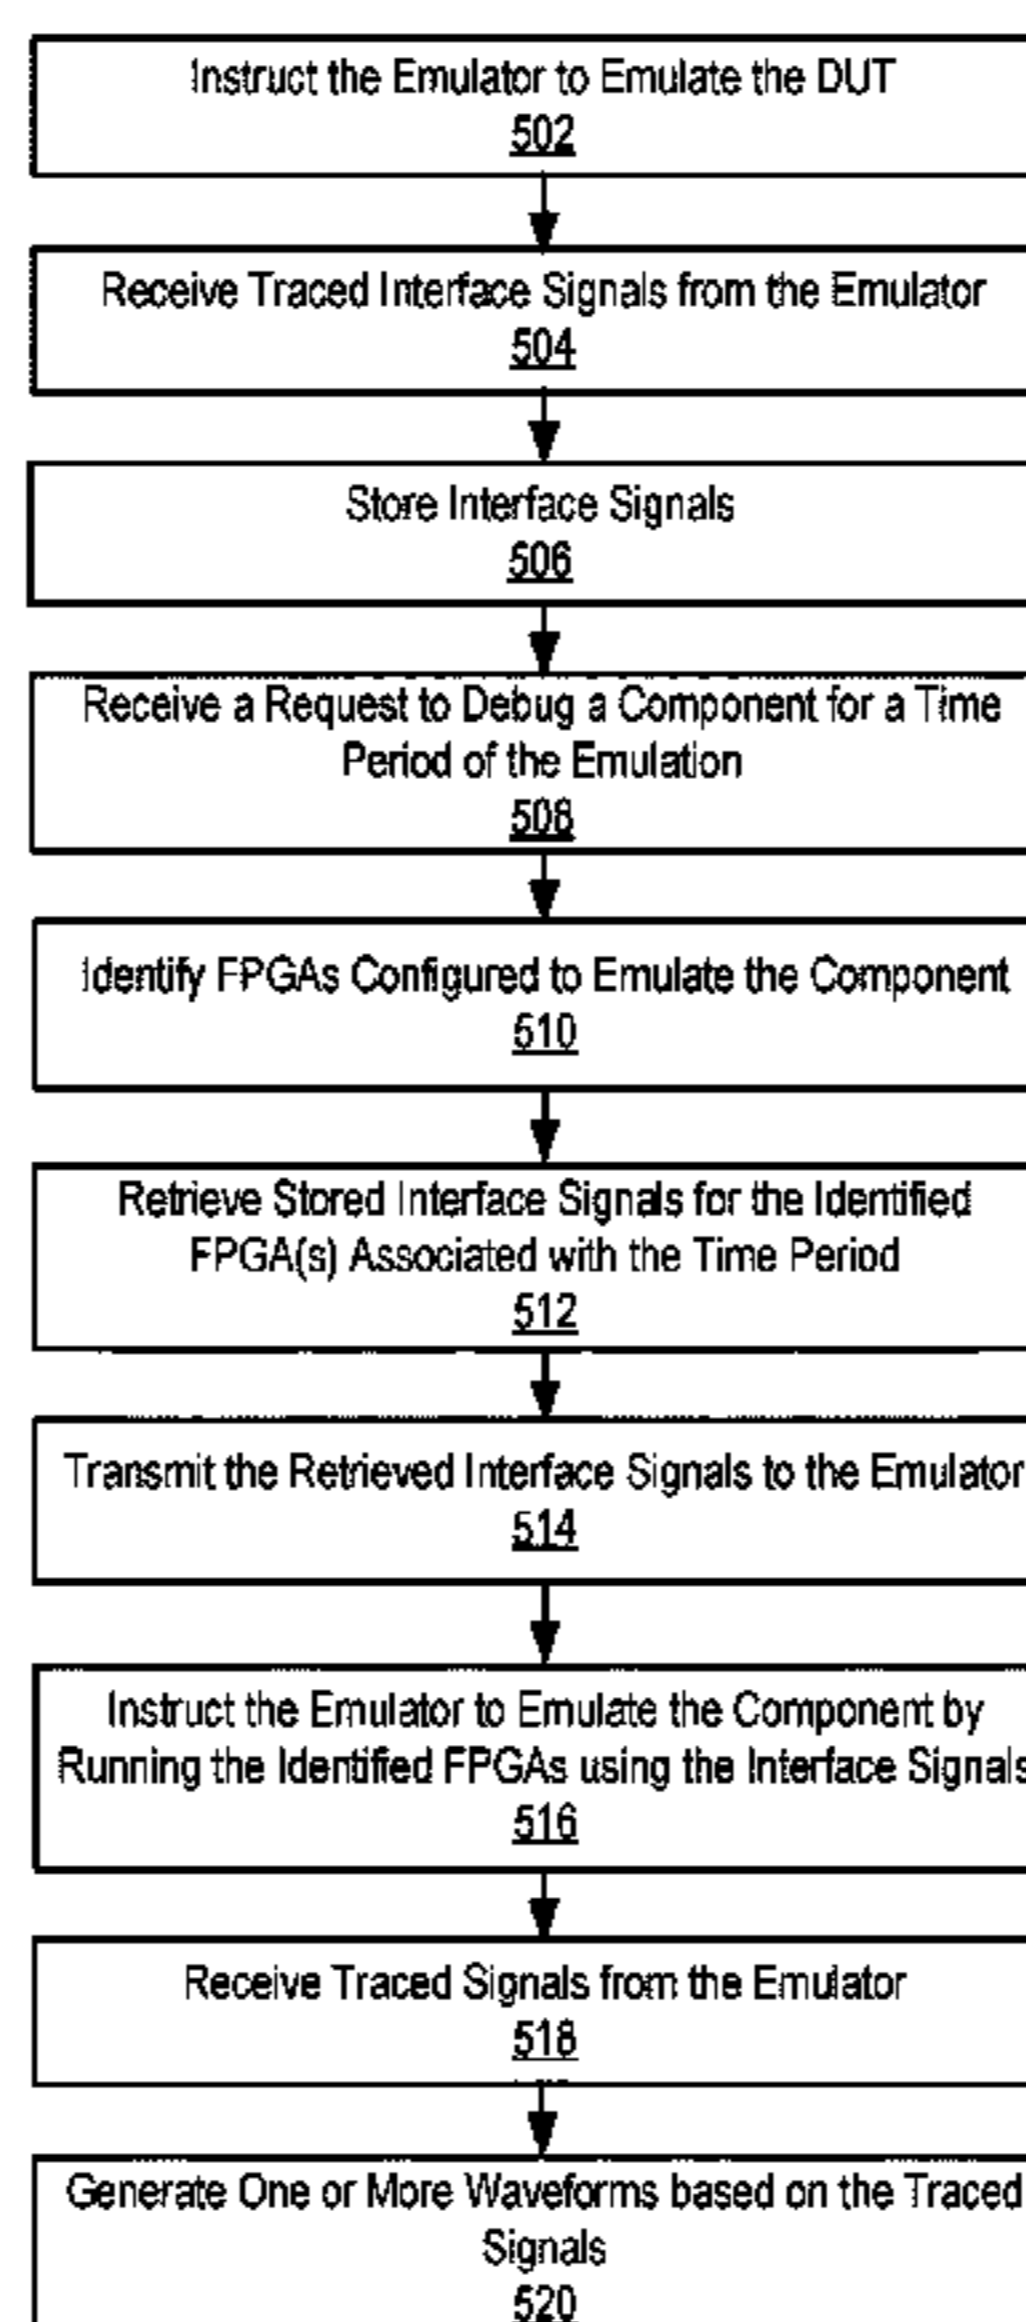 Instruct the Emulator to Emulate the DUT
502
Receive Traced Interface Signals from the Emulator
504
Store Interface Signals
506
Receive a Request to Debug a Component for a Time
Period of the Emulation
508
Identify FPGAs Configured to Emulate the Component
510
Retrieve Stored Interface Signals for the Identified
FPGA(s) Associated with the Time Period
512
Transmit the Retrieved Interface Signals to the Emulator
514
Instruct the Emulator to Emulate the Component by
Running the Identified FPGAs using the Interface Signals
516
Receive Traced Signals from the Emulator
518
Generate One or More Waveforms based on the Traced
Signals
520